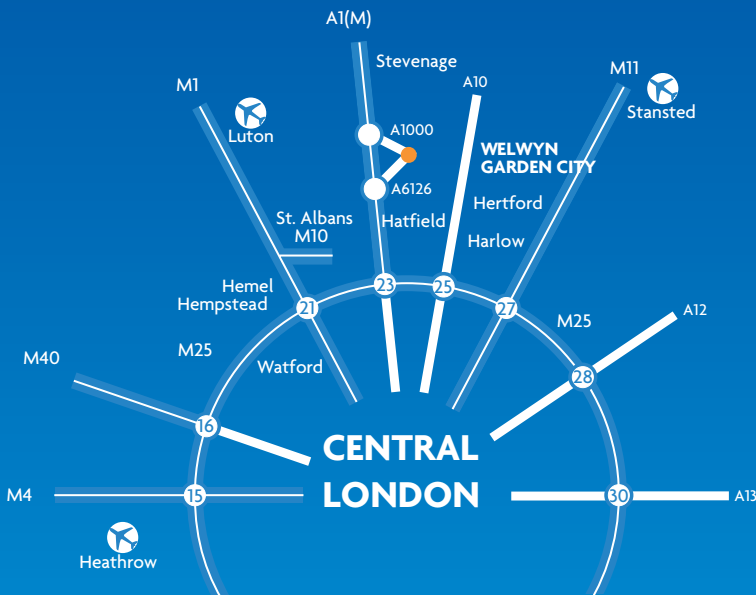 A1(M)
Stevenage
M1
A10
M11
Luton
A1000
Stansted
WELWYN
GARDEN CITY
A6126
Hertford
St. Albans
M10
Hatfield
Harlow
Hemel
Hempstead
21
23
25
27
M25
A12
M25
M40
Watford
28
16
CENTRAL
LONDON
M4
15
30
A13
Heathrow